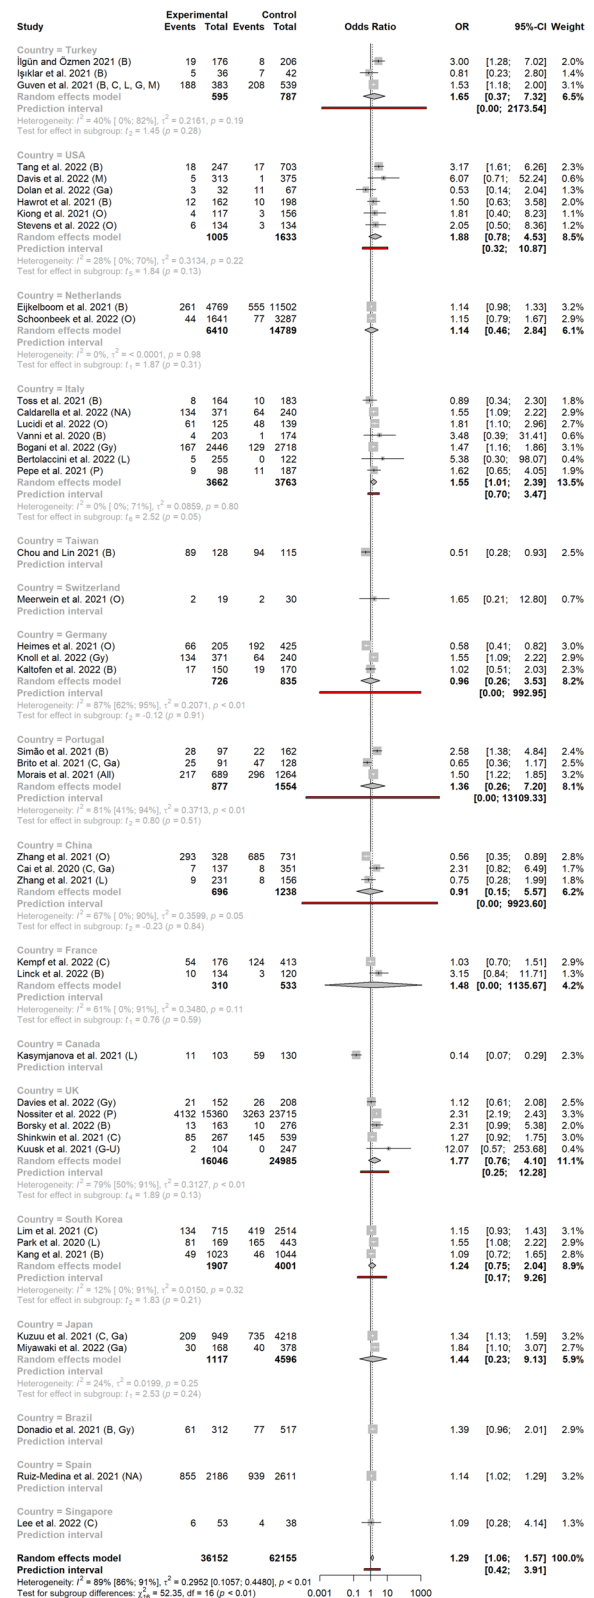 Experimental Control
Study Events Total Events Total Odds Ratio OR 95%-CI Weight
Country = Turkey
İlgün and Özmen 2021 (B) 19 176 8 206 3.00 [1.28; 7.02] 2.0%
Işıklar et al. 2021 (B) 5 36 7 42 0.81 [0.23; 2.80] 1.4%
Guven et al. 2021 (B, C, L, G, M) 188 383 208 539 1.53 [1.18; 2.00] 3.2%
Random effects model 595 787 1.65 [0.37; 7.32] 6.5%
Prediction interval [0.00; 2173.54]
Heterogeneity: I² = 40% [ 0%; 82%], τ² = 0.2161, p = 0.19
Test for effect in subgroup: t₂ = 1.45 (p = 0.28)
Country = USA
Tang et al. 2022 (B) 18 247 17 703 3.17 [1.61; 6.26] 2.3%
Davis et al. 2022 (M) 5 313 1 375 6.07 [0.71; 52.24] 0.6%
Dolan et al. 2022 (Ga) 3 32 11 67 0.53 [0.14; 2.04] 1.3%
Hawrot et al. 2021 (B) 12 162 10 198 1.50 [0.63; 3.58] 1.9%
Kiong et al. 2021 (O) 4 117 3 156 1.81 [0.40; 8.23] 1.1%
Stevens et al. 2022 (O) 6 134 3 134 2.05 [0.50; 8.36] 1.2%
Random effects model 1005 1633 1.88 [0.78; 4.53] 8.5%
Prediction interval [0.32; 10.87]
Heterogeneity: I² = 28% [ 0%; 70%], τ² = 0.3134, p = 0.22
Test for effect in subgroup: t₅ = 1.84 (p = 0.13)
Country = Netherlands
Eijkelboom et al. 2021 (B) 261 4769 555 11502 1.14 [0.98; 1.33] 3.2%
Schoonbeek et al. 2022 (O) 44 1641 77 3287 1.15 [0.79; 1.67] 2.9%
Random effects model 6410 14789 1.14 [0.46; 2.84] 6.1%
Prediction interval
Heterogeneity: I² = 0%, τ² = < 0.0001, p = 0.98
Test for effect in subgroup: t₁ = 1.87 (p = 0.31)
Country = Italy
Toss et al. 2021 (B) 8 164 10 183 0.89 [0.34; 2.30] 1.8%
Caldarella et al. 2022 (NA) 134 371 64 240 1.55 [1.09; 2.22] 2.9%
Lucidi et al. 2022 (O) 61 125 48 139 1.81 [1.10; 2.96] 2.7%
Vanni et al. 2020 (B) 4 203 1 174 3.48 [0.39; 31.41] 0.6%
Bogani et al. 2022 (Gy) 167 2446 129 2718 1.47 [1.16; 1.86] 3.2%
Bertolaccini et al. 2022 (L) 5 255 0 122 5.38 [0.30; 98.07] 0.4%
Pepe et al. 2021 (P) 9 98 11 187 1.62 [0.65; 4.05] 1.9%
Random effects model 3662 3763 1.55 [1.01; 2.39] 13.5%
Prediction interval [0.70; 3.47]
Heterogeneity: I² = 0% [ 0%; 71%], τ² = 0.0859, p = 0.80
Test for effect in subgroup: t₆ = 2.52 (p = 0.05)
Country = Taiwan
Chou and Lin 2021 (B) 89 128 94 115 0.51 [0.28; 0.93] 2.5%
Prediction interval
Country = Switzerland
Meerwein et al. 2021 (O) 2 19 2 30 1.65 [0.21; 12.80] 0.7%
Prediction interval
Country = Germany
Heimes et al. 2021 (O) 66 205 192 425 0.58 [0.41; 0.82] 3.0%
Knoll et al. 2022 (Gy) 134 371 64 240 1.55 [1.09; 2.22] 2.9%
Kaltofen et al. 2022 (B) 17 150 19 170 1.02 [0.51; 2.03] 2.3%
Random effects model 726 835 0.96 [0.26; 3.53] 8.2%
Prediction interval [0.00; 992.95]
Heterogeneity: I² = 87% [62%; 95%], τ² = 0.2071, p < 0.01
Test for effect in subgroup: t₂ = -0.12 (p = 0.91)
Country = Portugal
Simão et al. 2021 (B) 28 97 22 162 2.58 [1.38; 4.84] 2.4%
Brito et al. 2021 (C, Ga) 25 91 47 128 0.65 [0.36; 1.17] 2.5%
Morais et al. 2021 (All) 217 689 296 1264 1.50 [1.22; 1.85] 3.2%
Random effects model 877 1554 1.36 [0.26; 7.20] 8.1%
Prediction interval [0.00; 13109.33]
Heterogeneity: I² = 81% [41%; 94%], τ² = 0.3713, p < 0.01
Test for effect in subgroup: t₂ = 0.80 (p = 0.51)
Country = China
Zhang et al. 2021 (O) 293 328 685 731 0.56 [0.35; 0.89] 2.8%
Cai et al. 2020 (C, Ga) 7 137 8 351 2.31 [0.82; 6.49] 1.7%
Zhang et al. 2021 (L) 9 231 8 156 0.75 [0.28; 1.99] 1.7%
Random effects model 696 1238 0.91 [0.15; 5.57] 6.2%
Prediction interval [0.00; 9923.60]
Heterogeneity: I² = 67% [ 0%; 90%], τ² = 0.3599, p = 0.05
Test for effect in subgroup: t₂ = -0.23 (p = 0.84)
Country = France
Kempf et al. 2022 (C) 54 176 124 413 1.03 [0.70; 1.51] 2.9%
Linck et al. 2022 (B) 10 134 3 120 3.15 [0.84; 11.71] 1.3%
Random effects model 310 533 1.48 [0.00; 1135.67] 4.2%
Prediction interval
Heterogeneity: I² = 61% [ 0%; 91%], τ² = 0.3480, p = 0.11
Test for effect in subgroup: t₁ = 0.76 (p = 0.59)
Country = Canada
Kasymjanova et al. 2021 (L) 11 103 59 130 0.14 [0.07; 0.29] 2.3%
Prediction interval
Country = UK
Davies et al. 2022 (Gy) 21 152 26 208 1.12 [0.61; 2.08] 2.5%
Nossiter et al. 2022 (P) 4132 15360 3263 23715 2.31 [2.19; 2.43] 3.3%
Borsky et al. 2022 (B) 13 163 10 276 2.31 [0.99; 5.38] 2.0%
Shinkwin et al. 2021 (C) 85 267 145 539 1.27 [0.92; 1.75] 3.0%
Kuusk et al. 2021 (G-U) 2 104 0 247 12.07 [0.57; 253.68] 0.4%
Random effects model 16046 24985 1.77 [0.76; 4.10] 11.1%
Prediction interval [0.25; 12.28]
Heterogeneity: I² = 79% [50%; 91%], τ² = 0.3127, p < 0.01
Test for effect in subgroup: t₄ = 1.89 (p = 0.13)
Country = South Korea
Lim et al. 2021 (C) 134 715 419 2514 1.15 [0.93; 1.43] 3.1%
Park et al. 2020 (L) 81 169 165 443 1.55 [1.08; 2.22] 2.9%
Kang et al. 2021 (B) 49 1023 46 1044 1.09 [0.72; 1.65] 2.8%
Random effects model 1907 4001 1.24 [0.75; 2.04] 8.9%
Prediction interval [0.17; 9.26]
Heterogeneity: I² = 12% [ 0%; 91%], τ² = 0.0150, p = 0.32
Test for effect in subgroup: t₂ = 1.83 (p = 0.21)
Country = Japan
Kuzuu et al. 2021 (C, Ga) 209 949 735 4218 1.34 [1.13; 1.59] 3.2%
Miyawaki et al. 2022 (Ga) 30 168 40 378 1.84 [1.10; 3.07] 2.7%
Random effects model 1117 4596 1.44 [0.23; 9.13] 5.9%
Prediction interval
Heterogeneity: I² = 24%, τ² = 0.0199, p = 0.25
Test for effect in subgroup: t₁ = 2.53 (p = 0.24)
Country = Brazil
Donadio et al. 2021 (B, Gy) 61 312 77 517 1.39 [0.96; 2.01] 2.9%
Prediction interval
Country = Spain
Ruiz-Medina et al. 2021 (NA) 855 2186 939 2611 1.14 [1.02; 1.29] 3.2%
Prediction interval
Country = Singapore
Lee et al. 2022 (C) 6 53 4 38 1.09 [0.28; 4.14] 1.3%
Prediction interval
Random effects model 36152 62155 1.29 [1.06; 1.57] 100.0%
Prediction interval [0.42; 3.91]
Heterogeneity: I² = 89% [86%; 91%], τ² = 0.2952 [0.1057; 0.4480], p < 0.01
Test for subgroup differences: χ²₁₆ = 52.35, df = 16 (p < 0.01)
0.001 0.1 1 10 1000